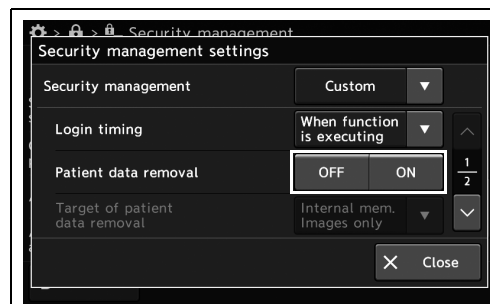 > > Security management
Security management settings
Security management
Custom
Login timing
When function
is executing
Patient data removal
OFF
ON
1
2
Target of patient
data removal
Internal mem.
Images only
Close